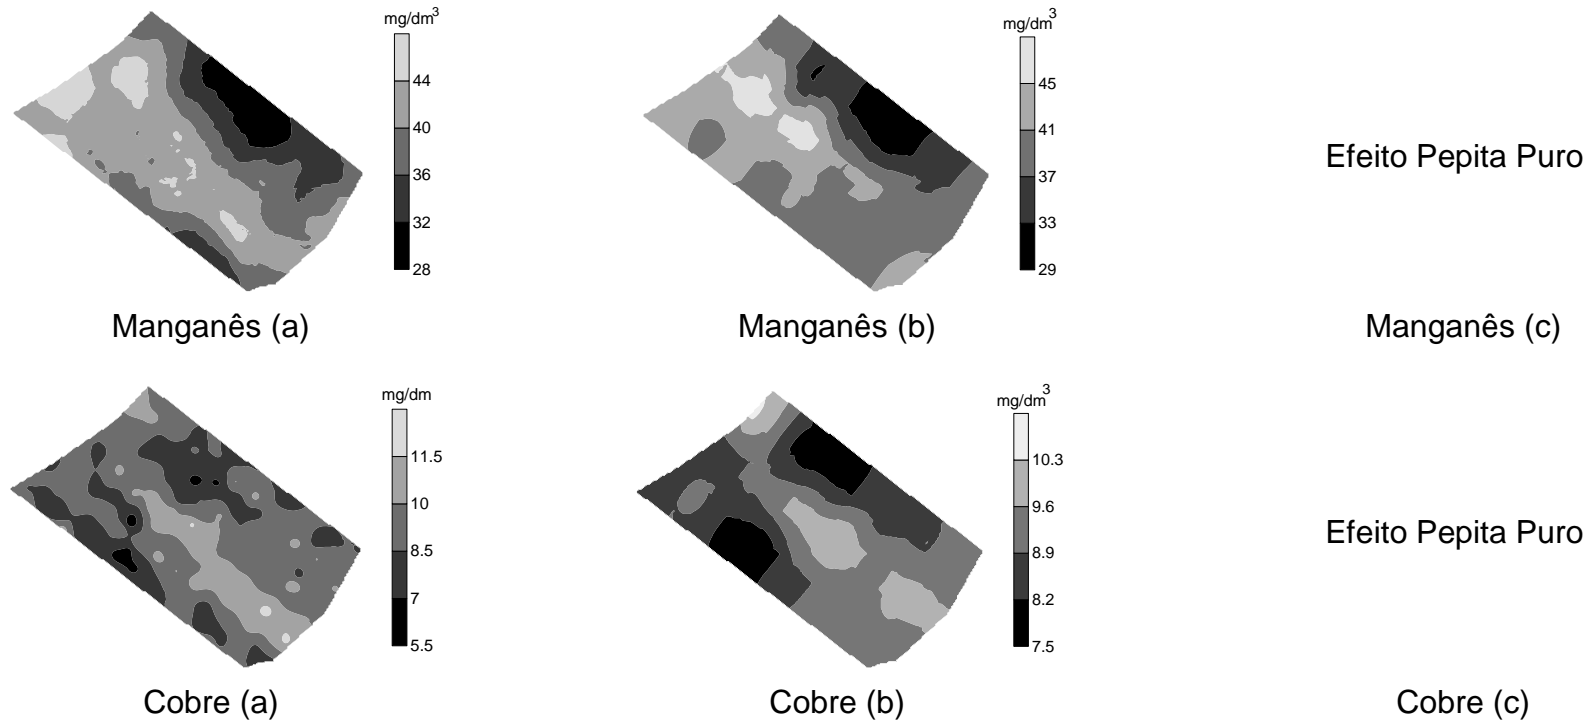 mg/dm3
44
40
36
32
28
Manganês (a)
mg/dm3
45
41
37
33
29
Manganês (b)
Efeito Pepita Puro
Manganês (c)
mg/dm
11.5
10
8.5
7
5.5
Cobre (a)
mg/dm3
10.3
9.6
8.9
8.2
7.5
Cobre (b)
Efeito Pepita Puro
Cobre (c)